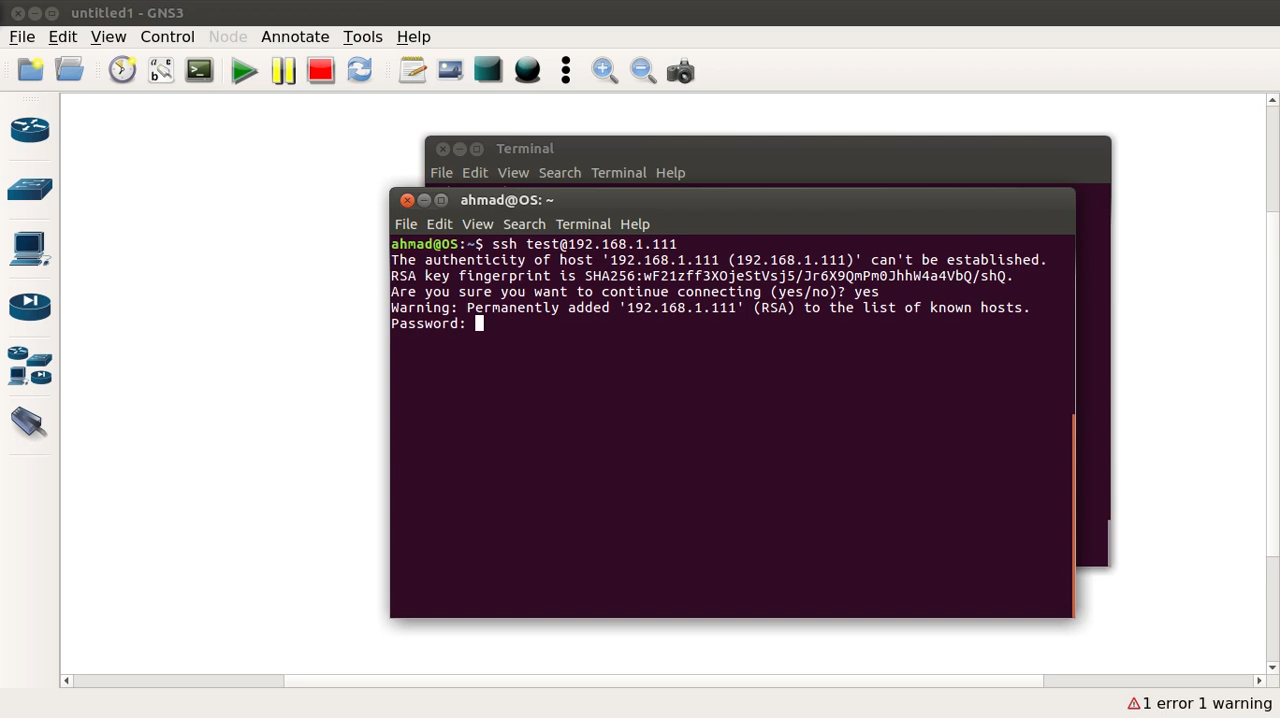 untitled1 - GNS3
File Edit View Control Node Annotate Tools Help
Terminal
File Edit View Search Terminal Help
ahmad@OS: ~
File Edit View Search Terminal Help
ahmad@OS:~$ ssh test@192.168.1.111
The authenticity of host '192.168.1.111 (192.168.1.111)' can't be established.
RSA key fingerprint is SHA256:wF21zff3XOjeStVsj5/Jr6X9QmPm0JhhW4a4VbQ/shQ.
Are you sure you want to continue connecting (yes/no)? yes
Warning: Permanently added '192.168.1.111' (RSA) to the list of known hosts.
Password:
1 error 1 warning